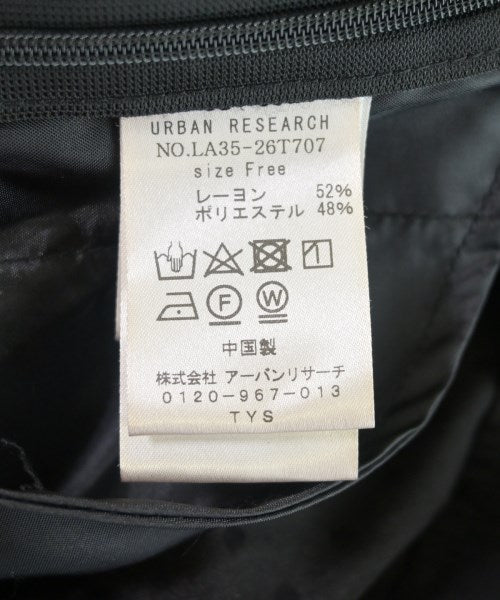 URBAN RESEARCH
NO.LA35-26T707
size Free
レーヨン 52%
ポリエステル 48%
F W
中国製
株式会社 アーバンリサーチ
0120-967-013
TYS